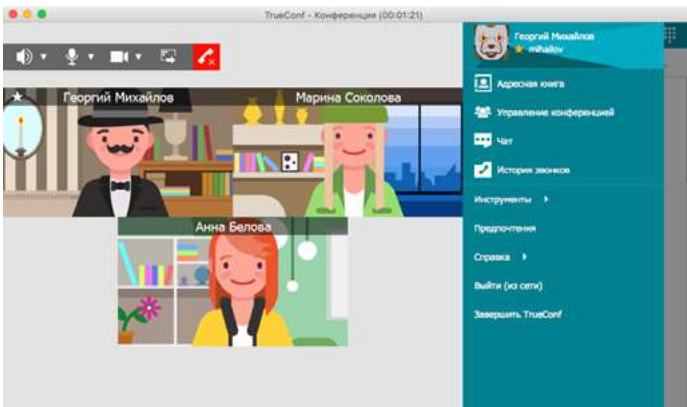 TrueConf – Конференция (00:01:21)
Георгий Михайлов
Марина Соколова
Анна Белова
Георгий Михайлов
mihailov
Адресная книга
Управление конференцией
Чат
История звонков
Инструменты
Предпочтения
Справка
Выйти (из сети)
Завершить TrueConf